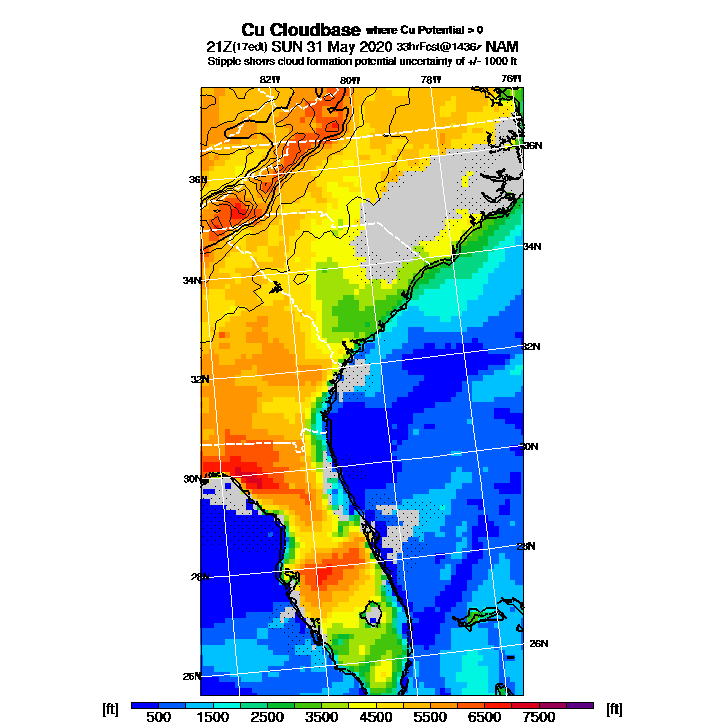 Cu Cloudbase where Cu Potential > 0
21Z(17edt) SUN 31 May 2020 33hrFcst@1436z NAM
Stipple shows cloud formation potential uncertainty of +/- 1000 ft
82W 80W 78W 76W
36N
36N
34N
34N
32N
32N
30N
30N
28N
28N
26N
26N
[ft] 500 1500 2500 3500 4500 5500 6500 7500 [ft]